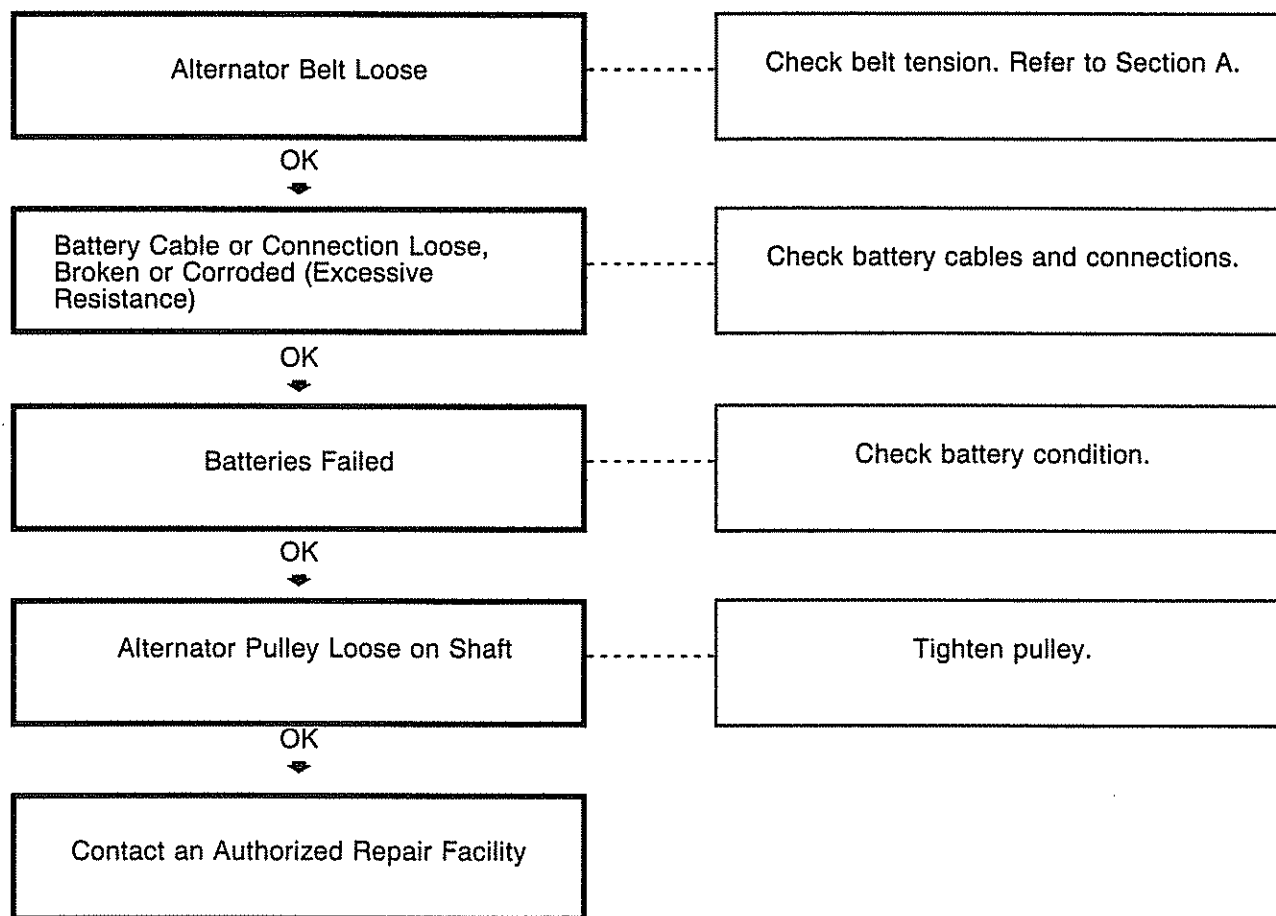 Alternator Belt Loose
Check belt tension. Refer to Section A.
OK
Battery Cable or Connection Loose,
Broken or Corroded (Excessive
Resistance)
Check battery cables and connections.
OK
Batteries Failed
Check battery condition.
OK
Alternator Pulley Loose on Shaft
Tighten pulley.
OK
Contact an Authorized Repair Facility